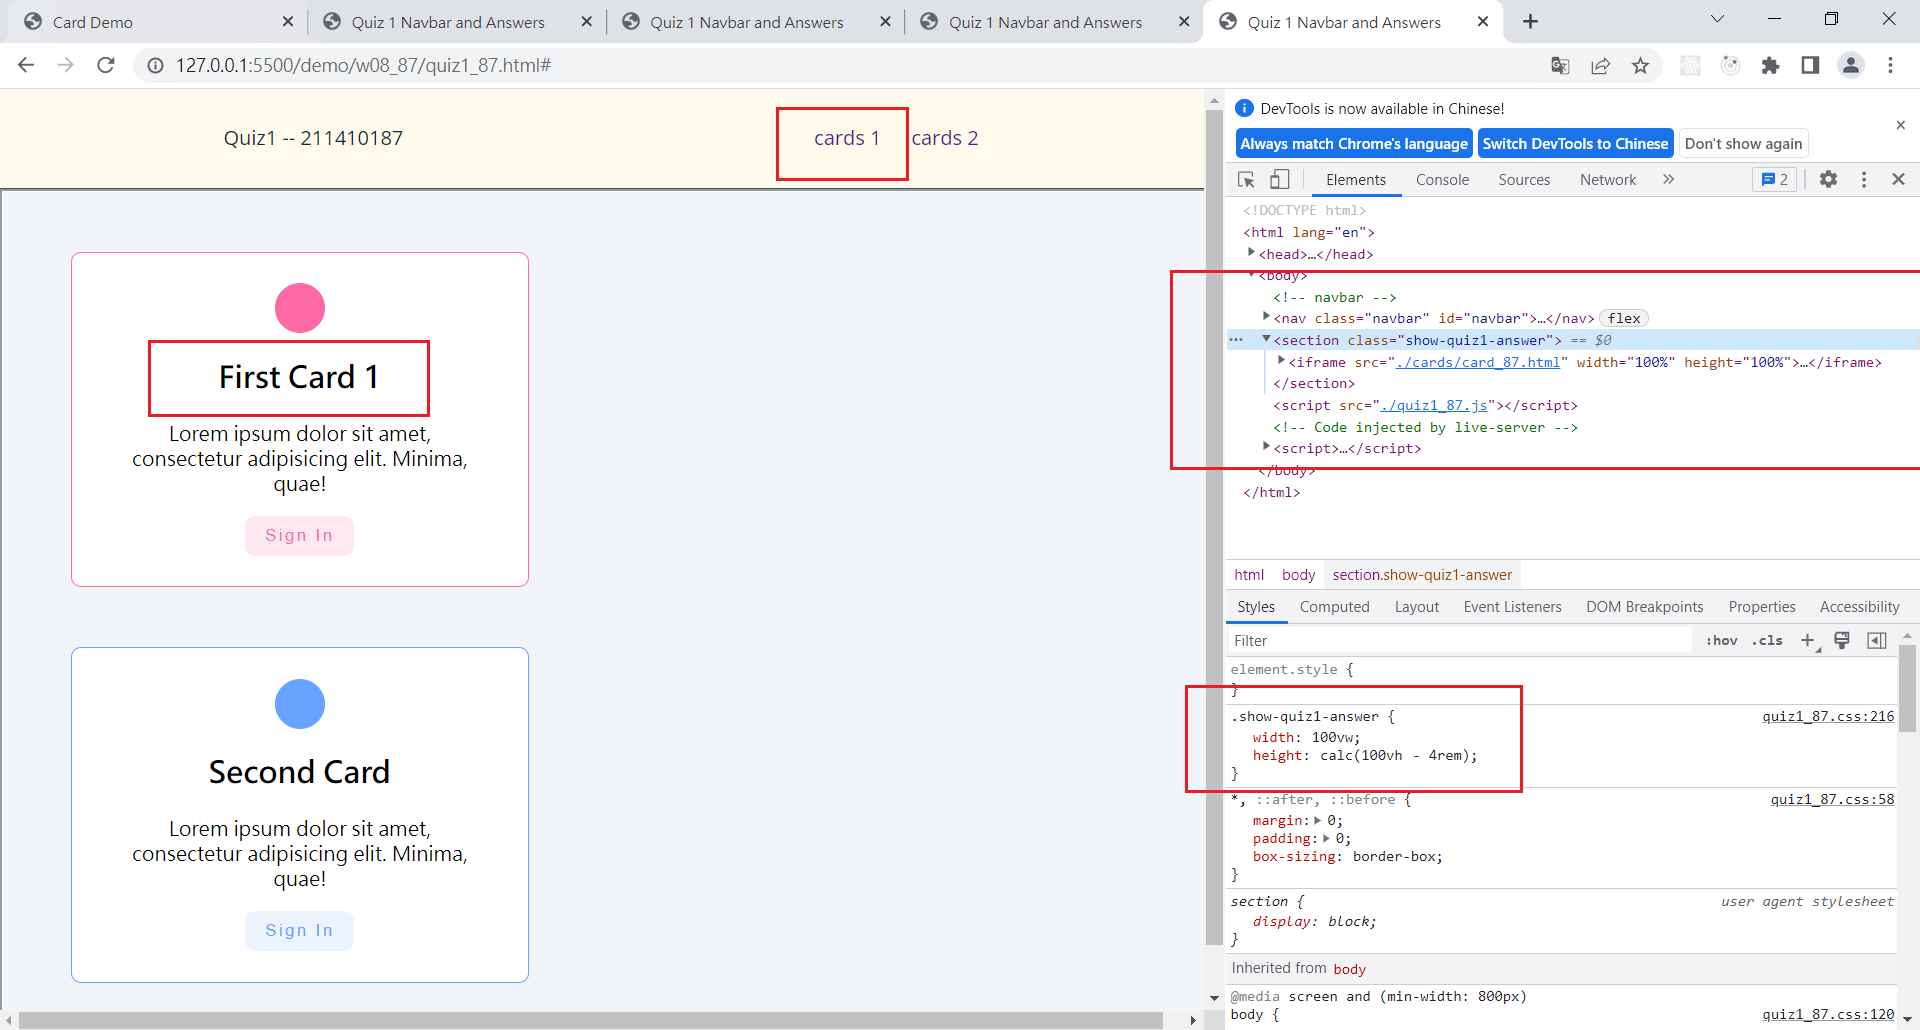 Card Demo
Quiz 1 Navbar and Answers
Quiz 1 Navbar and Answers
Quiz 1 Navbar and Answers
Quiz 1 Navbar and Answers
127.0.0.1:5500/demo/w08_87/quiz1_87.html#
Quiz1 -- 211410187
cards 1
cards 2
First Card 1
Lorem ipsum dolor sit amet,
consectetur adipisicing elit. Minima,
quae!
Sign In
Second Card
Lorem ipsum dolor sit amet,
consectetur adipisicing elit. Minima,
quae!
Sign In
DevTools is now available in Chinese!
Always match Chrome's language
Switch DevTools to Chinese
Don't show again
Elements
Console
Sources
Network
2
<!DOCTYPE html>
<html lang="en">
<head>…</head>
<body>
<!-- navbar -->
<nav class="navbar" id="navbar">…</nav> flex
<section class="show-quiz1-answer"> == $0
<iframe src="./cards/card_87.html" width="100%" height="100%">…</iframe>
</section>
<script src="./quiz1_87.js"></script>
<!-- Code injected by live-server -->
<script>…</script>
</body>
</html>
html body section.show-quiz1-answer
Styles
Computed
Layout
Event Listeners
DOM Breakpoints
Properties
Accessibility
Filter
:hov .cls
element.style {
}
.show-quiz1-answer { quiz1_87.css:216
width: 100vw;
height: calc(100vh - 4rem);
}
*, ::after, ::before { quiz1_87.css:58
margin: 0;
padding: 0;
box-sizing: border-box;
}
section { user agent stylesheet
display: block;
}
Inherited from body
@media screen and (min-width: 800px)
body { quiz1_87.css:120